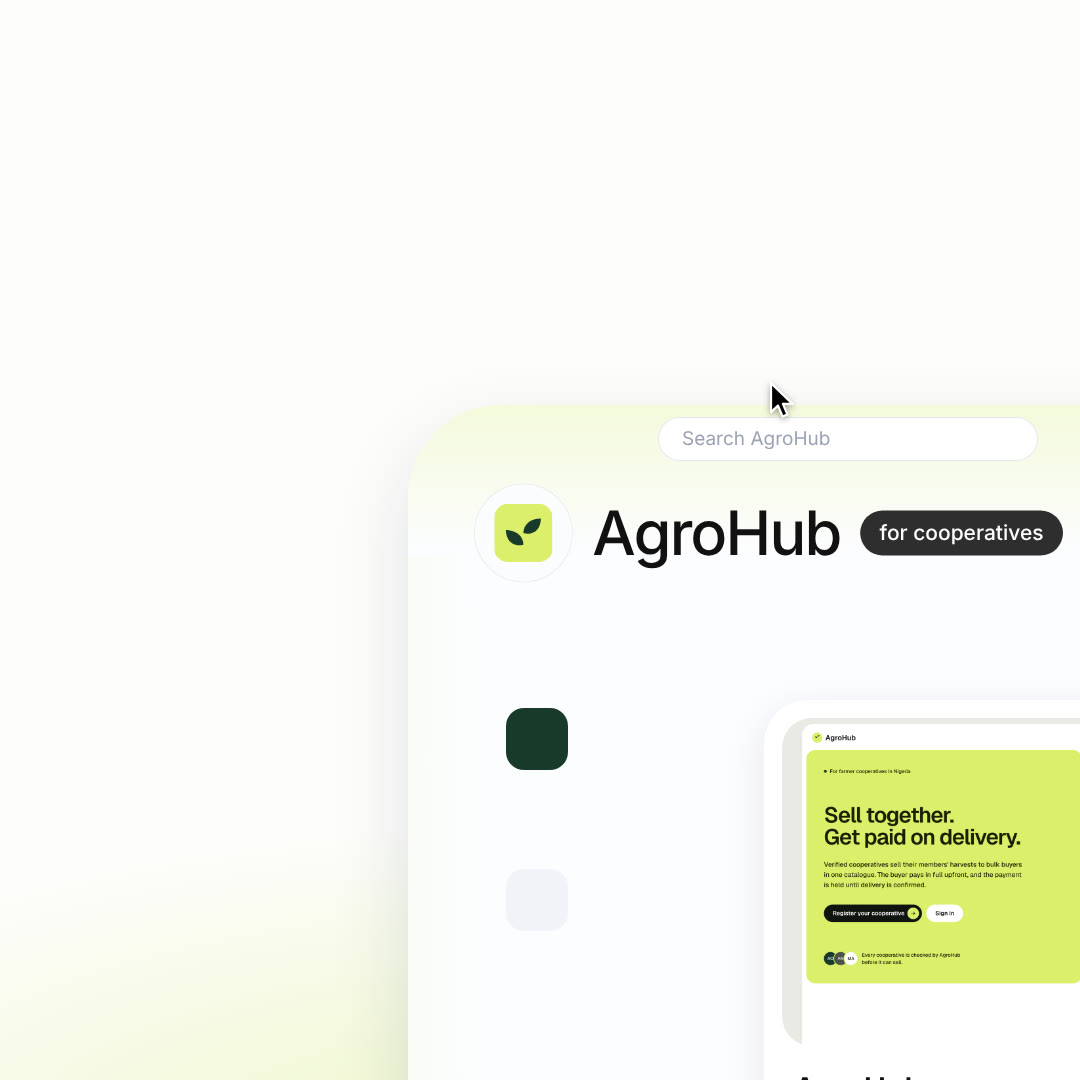 Search AgroHub
AgroHub
for cooperatives
AgroHub
For farmer cooperatives in Nigeria
Sell together.
Get paid on delivery.
Verified cooperatives sell their members' harvests to bulk buyers
in one catalogue. The buyer pays in full upfront, and the payment
is held until delivery is confirmed.
Register your cooperative
Sign in
MA
Every cooperative is checked by AgroHub
before it can sell.